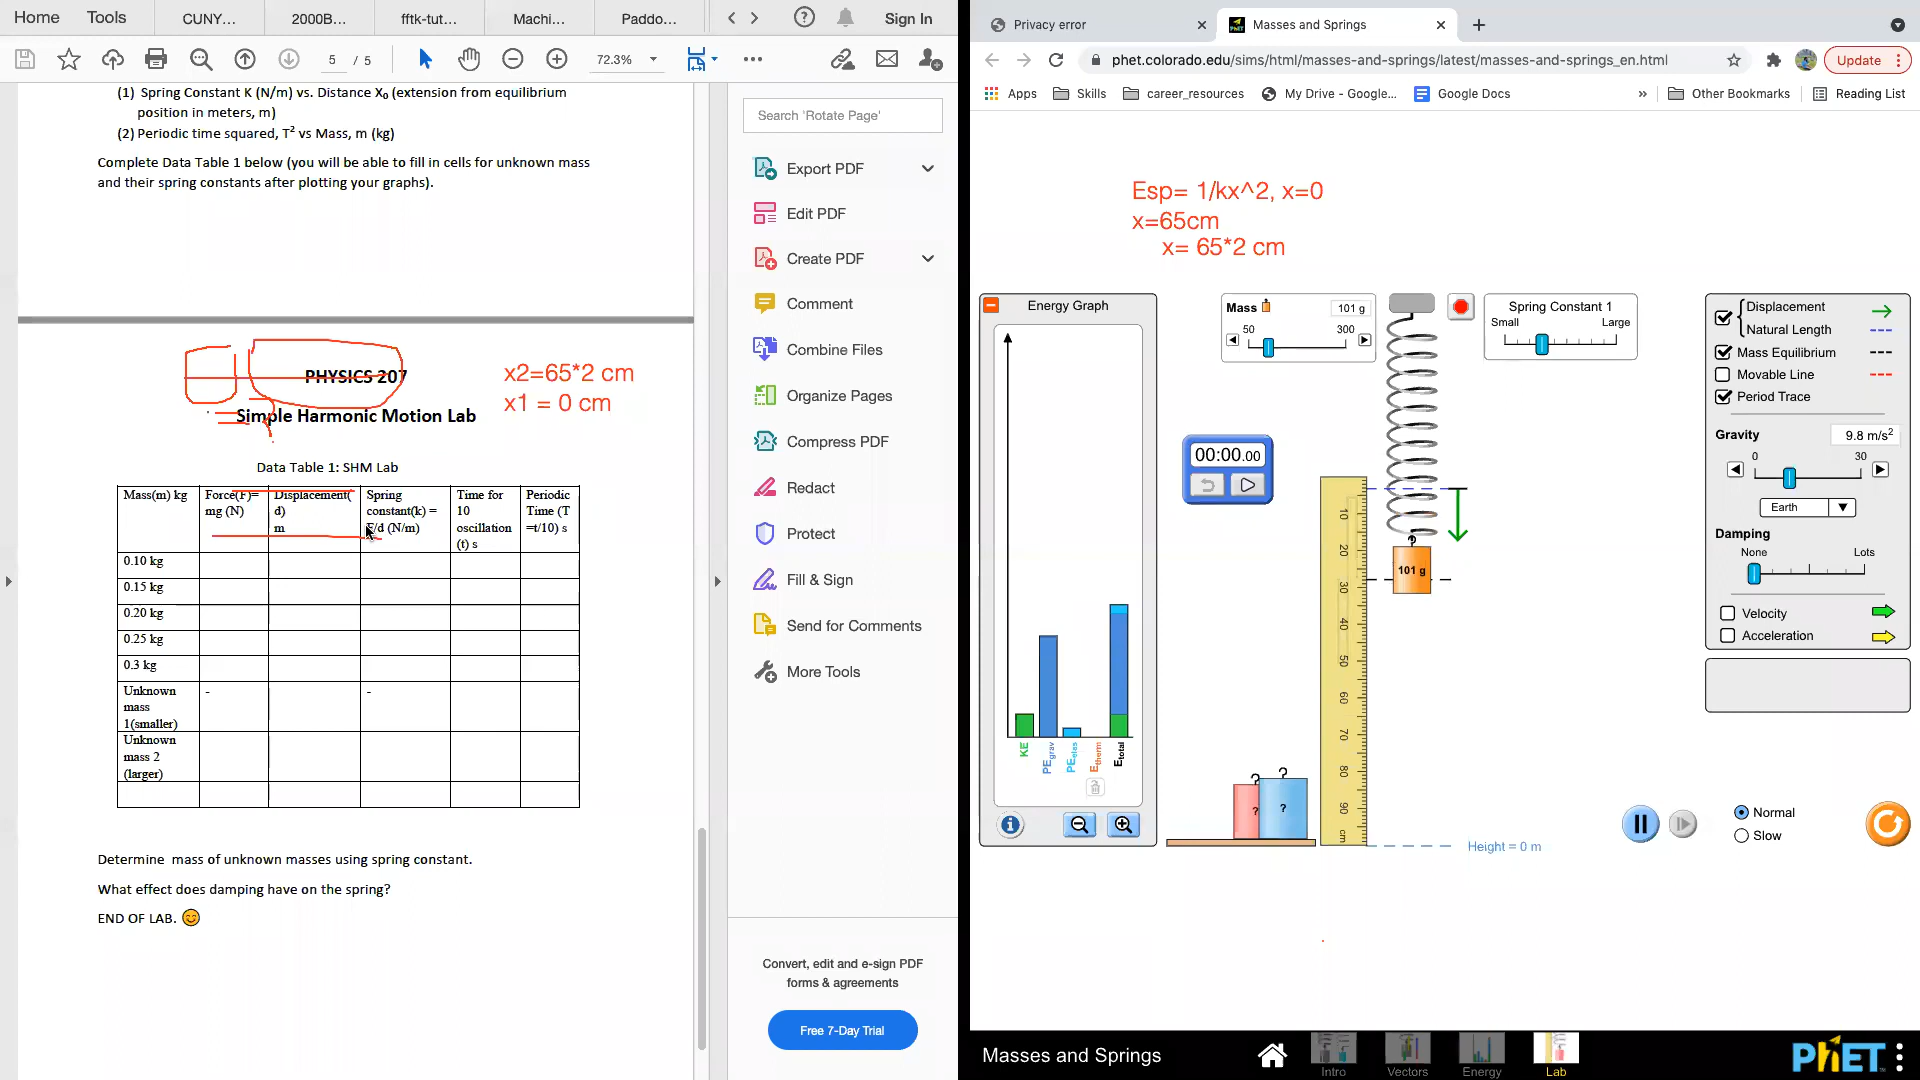 Home
Tools
CUNY...
2000B...
fftk-tut...
Machi...
Paddo...
Sign In
5 / 5
72.3%
(1) Spring Constant K (N/m) vs. Distance X₀ (extension from equilibrium
position in meters, m)
(2) Periodic time squared, T² vs Mass, m (kg)
Complete Data Table 1 below (you will be able to fill in cells for unknown mass
and their spring constants after plotting your graphs).
PHYSICS 207
Simple Harmonic Motion Lab
x2=65*2 cm
x1 = 0 cm
Data Table 1: SHM Lab
Mass(m) kg
Force(F)=
mg (N)
Displacement(
d)
m
Spring
constant(k) =
F/d (N/m)
Time for
10
oscillation
(t) s
Periodic
Time (T
=t/10) s
0.10 kg
0.15 kg
0.20 kg
0.25 kg
0.3 kg
Unknown
mass
1(smaller)
-
-
Unknown
mass 2
(larger)
Determine mass of unknown masses using spring constant.
What effect does damping have on the spring?
END OF LAB.
Search 'Rotate Page'
Export PDF
Edit PDF
Create PDF
Comment
Combine Files
Organize Pages
Compress PDF
Redact
Protect
Fill & Sign
Send for Comments
More Tools
Convert, edit and e-sign PDF
forms & agreements
Free 7-Day Trial
Privacy error
Masses and Springs
phet.colorado.edu/sims/html/masses-and-springs/latest/masses-and-springs_en.html
Update
Apps
Skills
career_resources
My Drive - Google...
Google Docs
»
Other Bookmarks
Reading List
Esp= 1/kx^2, x=0
x=65cm
x= 65*2 cm
Energy Graph
KE
PEgrav
PEelas
Etherm
Etotal
Mass
101 g
50
300
Spring Constant 1
Small
Large
00:00.00
10
20
30
40
50
60
70
80
90
cm
101 g
?
?
Height = 0 m
Displacement
Natural Length
Mass Equilibrium
Movable Line
Period Trace
Gravity
9.8 m/s²
0
30
Earth
Damping
None
Lots
Velocity
Acceleration
Normal
Slow
Masses and Springs
Intro
Vectors
Energy
Lab
PhET